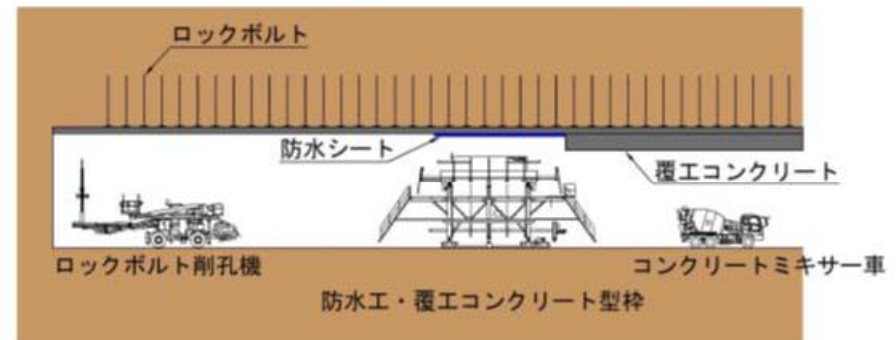 ロックボルト
防水シート
覆工コンクリート
ロックボルト削孔機
コンクリートミキサー車
防水工・覆工コンクリート型枠